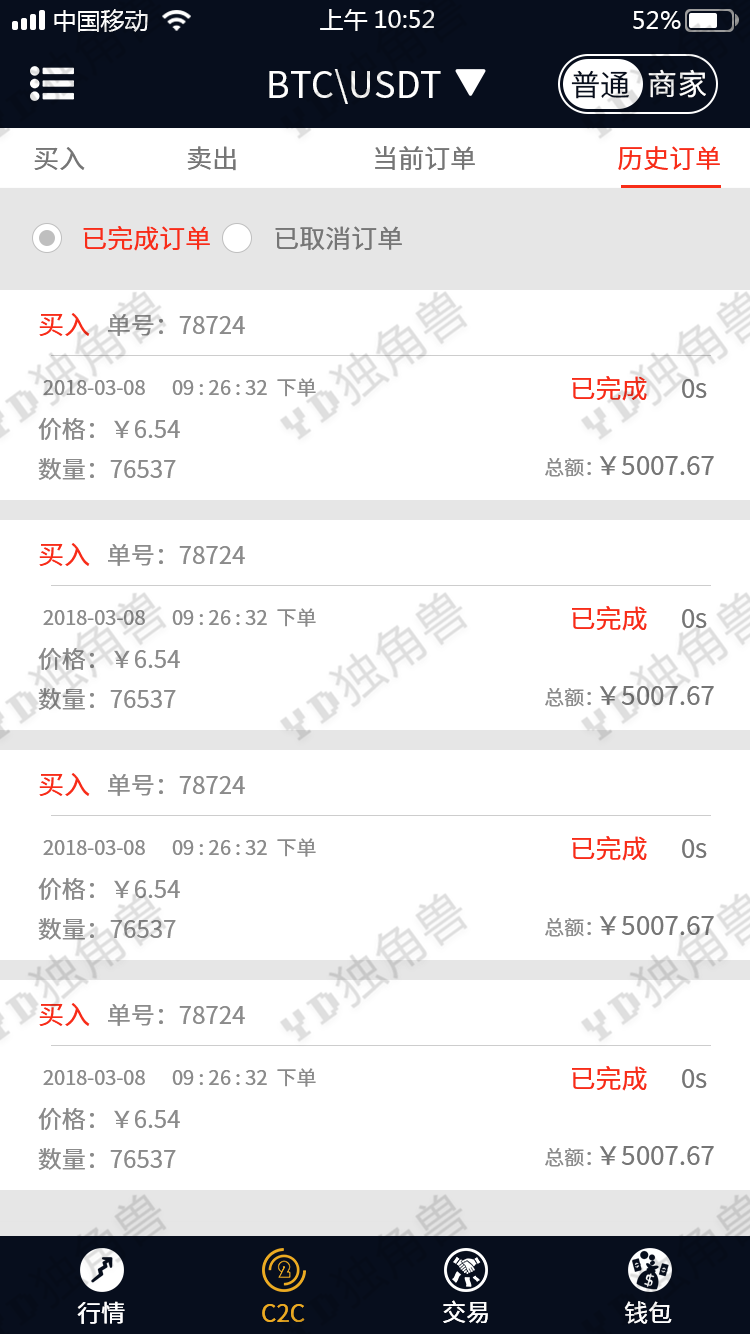 中国移动 上午 10:52 52%
BTC\USDT ▼ 普通 商家
买入 卖出 当前订单 历史订单
已完成订单 已取消订单
买入 单号：78724
2018-03-08 09:26:32 下单 已完成 0s
价格：￥6.54
数量：76537 总额:￥5007.67
买入 单号：78724
2018-03-08 09:26:32 下单 已完成 0s
价格：￥6.54
数量：76537 总额:￥5007.67
买入 单号：78724
2018-03-08 09:26:32 下单 已完成 0s
价格：￥6.54
数量：76537 总额:￥5007.67
买入 单号：78724
2018-03-08 09:26:32 下单 已完成 0s
价格：￥6.54
数量：76537 总额:￥5007.67
行情 C2C 交易 钱包
YD独角兽